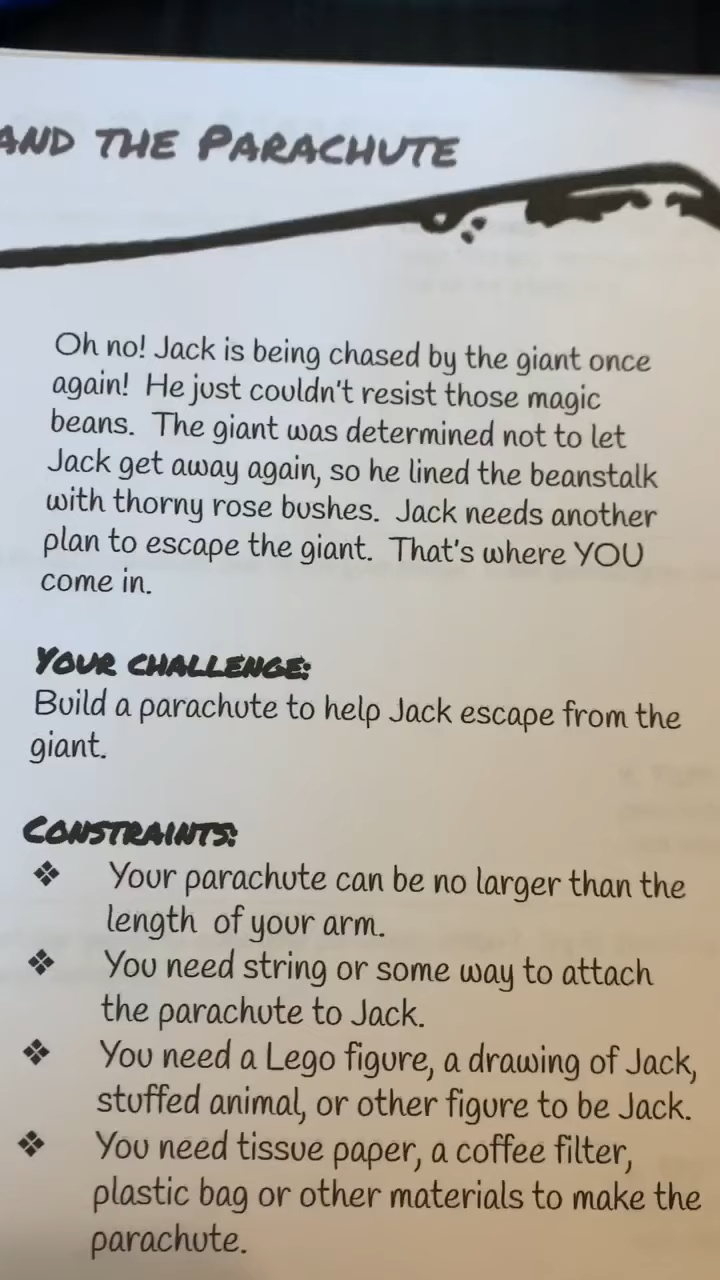 AND THE PARACHUTE
Oh no! Jack is being chased by the giant once
again! He just couldn't resist those magic
beans. The giant was determined not to let
Jack get away again, so he lined the beanstalk
with thorny rose bushes. Jack needs another
plan to escape the giant. That's where YOU
come in.
YOUR CHALLENGE:
Build a parachute to help Jack escape from the
giant.
CONSTRAINTS:
❖ Your parachute can be no larger than the
length of your arm.
❖ You need string or some way to attach
the parachute to Jack.
❖ You need a Lego figure, a drawing of Jack,
stuffed animal, or other figure to be Jack.
❖ You need tissue paper, a coffee filter,
plastic bag or other materials to make the
parachute.